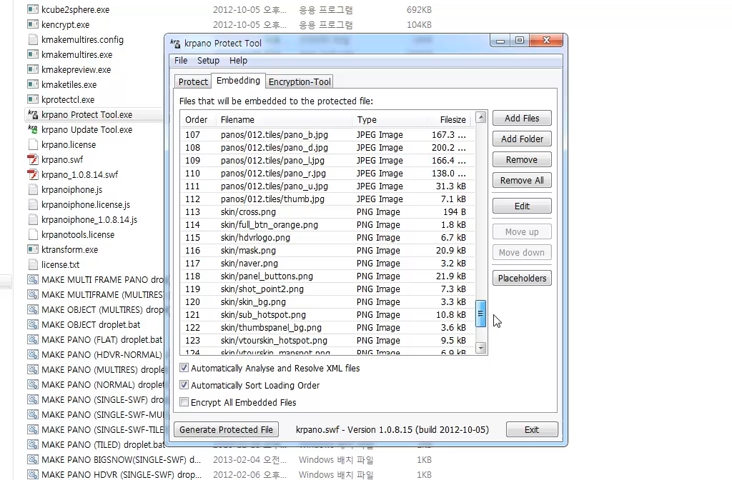 kcube2sphere.exe 2012-10-05 오후... 응용 프로그램 692KB
kencrypt.exe 2012-10-05 오후... 응용 프로그램 104KB
kmakemultires.config
kmakemultires.exe
kmakepreview.exe
kmaketiles.exe
kprotectcl.exe
krpano Protect Tool.exe
krpano Update Tool.exe
krpano.license
krpano.swf
krpano_1.0.8.14.swf
krpanoiphone.js
krpanoiphone_1.0.8.14.js
krpanotools.license
ktransform.exe
license.txt
MAKE MULTI FRAME PANO drop
MAKE MULTIFRAME (MULTIRES)
MAKE OBJECT (MULTIRES) droplet
MAKE OBJECT droplet.bat
MAKE PANO (FLAT) droplet.bat
MAKE PANO (HDVR-NORMAL)
MAKE PANO (MULTIRES) droplet
MAKE PANO (NORMAL) droplet
MAKE PANO (SINGLE-SWF) drople
MAKE PANO (SINGLE-SWF-MUL
MAKE PANO (SINGLE-SWF-TILE
MAKE PANO (TILED) droplet.bat
MAKE PANO BIGSNOW(SINGLE-SWF) d... 2013-02-04 오전... Windows 배치 파일 1KB
MAKE PANO HDVR (SINGLE-SWF) drop... 2012-02-06 오후... Windows 배치 파일 1KB
krpano Protect Tool
File Setup Help
Protect Embedding Encryption-Tool
Files that will be embedded to the protected file:
Order Filename Type Filesize
107 panos/012.tiles/pano_b.jpg JPEG Image 167.3 ...
108 panos/012.tiles/pano_d.jpg JPEG Image 200.2 ...
109 panos/012.tiles/pano_l.jpg JPEG Image 166.4 ...
110 panos/012.tiles/pano_r.jpg JPEG Image 138.0 ...
111 panos/012.tiles/pano_u.jpg JPEG Image 31.3 kB
112 panos/012.tiles/thumb.jpg JPEG Image 7.1 kB
113 skin/cross.png PNG Image 194 B
114 skin/full_btn_orange.png PNG Image 1.8 kB
115 skin/hdvrlogo.png PNG Image 6.7 kB
116 skin/mask.png PNG Image 20.9 kB
117 skin/naver.png PNG Image 3.2 kB
118 skin/panel_buttons.png PNG Image 21.9 kB
119 skin/shot_point2.png PNG Image 7.3 kB
120 skin/skin_bg.png PNG Image 3.3 kB
121 skin/sub_hotspot.png PNG Image 10.8 kB
122 skin/thumbspanel_bg.png PNG Image 3.6 kB
123 skin/vtourskin_hotspot.png PNG Image 9.5 kB
124 skin/vtourskin_mapspot.png PNG Image 6.9 kB
Add Files
Add Folder
Remove
Remove All
Edit
Move up
Move down
Placeholders
Automatically Analyse and Resolve XML files
Automatically Sort Loading Order
Encrypt All Embedded Files
Generate Protected File krpano.swf - Version 1.0.8.15 (build 2012-10-05) Exit